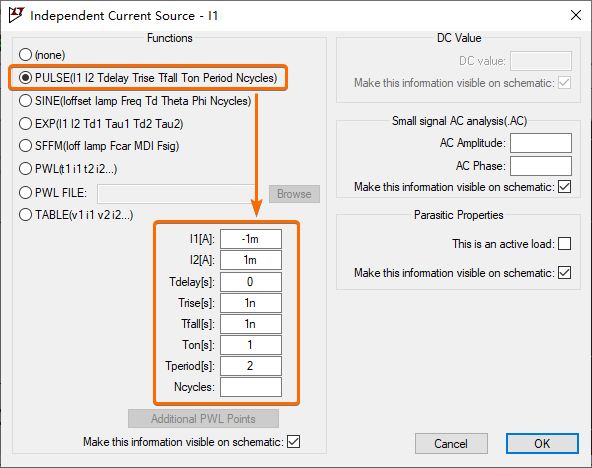 Independent Current Source - I1
Functions
(none)
PULSE(I1 I2 Tdelay Trise Tfall Ton Period Ncycles)
SINE(Ioffset Iamp Freq Td Theta Phi Ncycles)
EXP(I1 I2 Td1 Tau1 Td2 Tau2)
SFFM(Ioff Iamp Fcar MDI Fsig)
PWL(t1 i1 t2 i2...)
PWL FILE:
Browse
TABLE(v1 i1 v2 i2...)
I1[A]: -1m
I2[A]: 1m
Tdelay[s]: 0
Trise[s]: 1n
Tfall[s]: 1n
Ton[s]: 1
Tperiod[s]: 2
Ncycles:
Additional PWL Points
Make this information visible on schematic:
DC Value
DC value:
Make this information visible on schematic:
Small signal AC analysis(.AC)
AC Amplitude:
AC Phase:
Make this information visible on schematic:
Parasitic Properties
This is an active load:
Make this information visible on schematic:
Cancel
OK